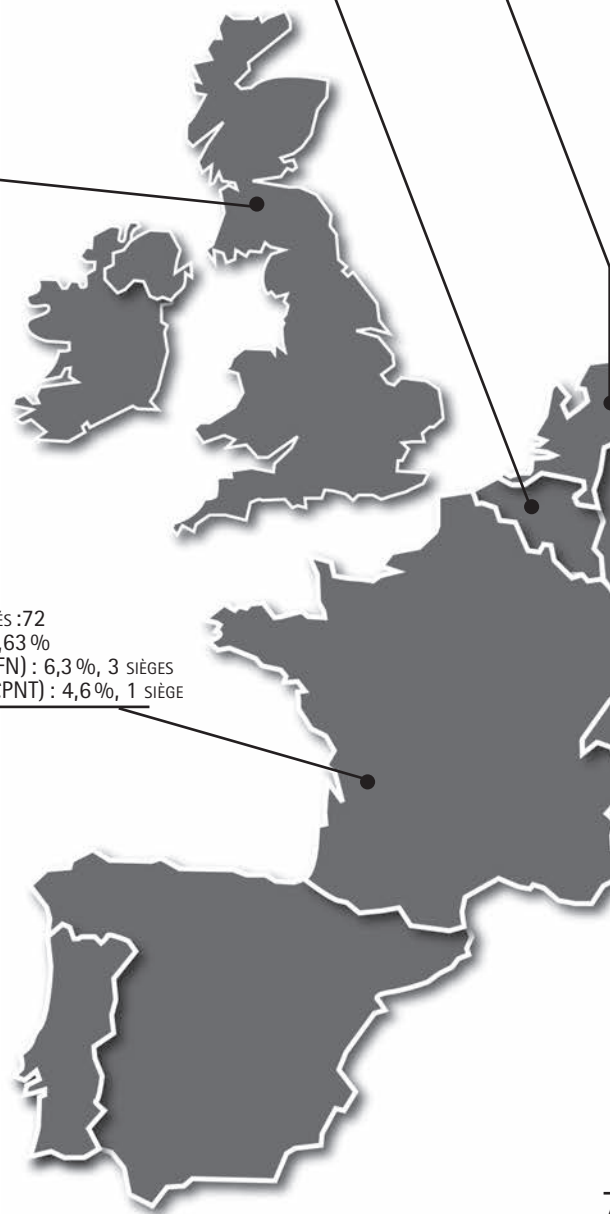 ÉS :72
,63 %
FN) : 6,3 %, 3 SIÈGES
PNT) : 4,6 %, 1 SIÈGE